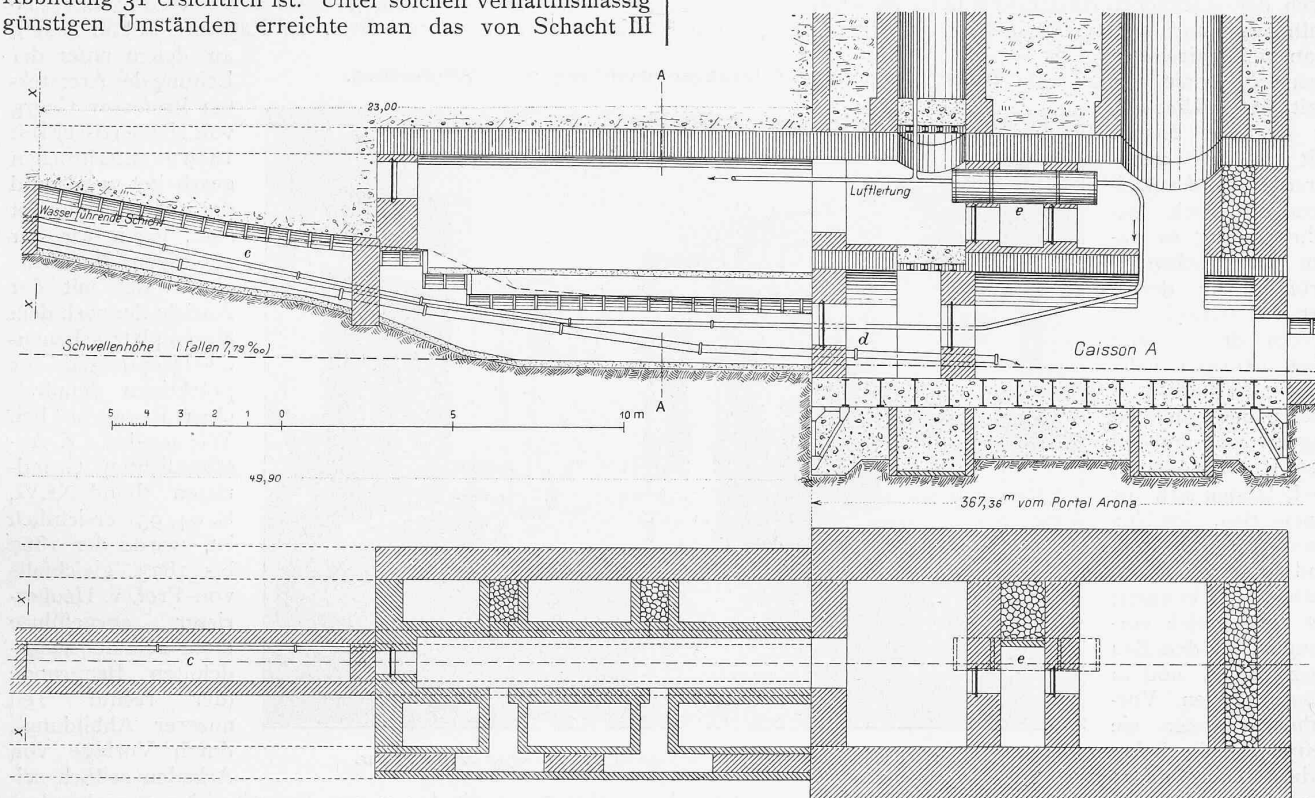 Abbildung 31 ersichtlich ist. Unter solchen verhältnismässig
günstigen Umständen erreichte man das von Schacht III
A
x
23,00
Luftleitung
Wasserführende Schicht
c
e
x
d
Schwellenhöhe (Fallen 7,79 ‰)
Caisson A
A
5 4 3 2 1 0 5 10 m
49,90
367,36 m vom Portal Arona
x
c
e
x